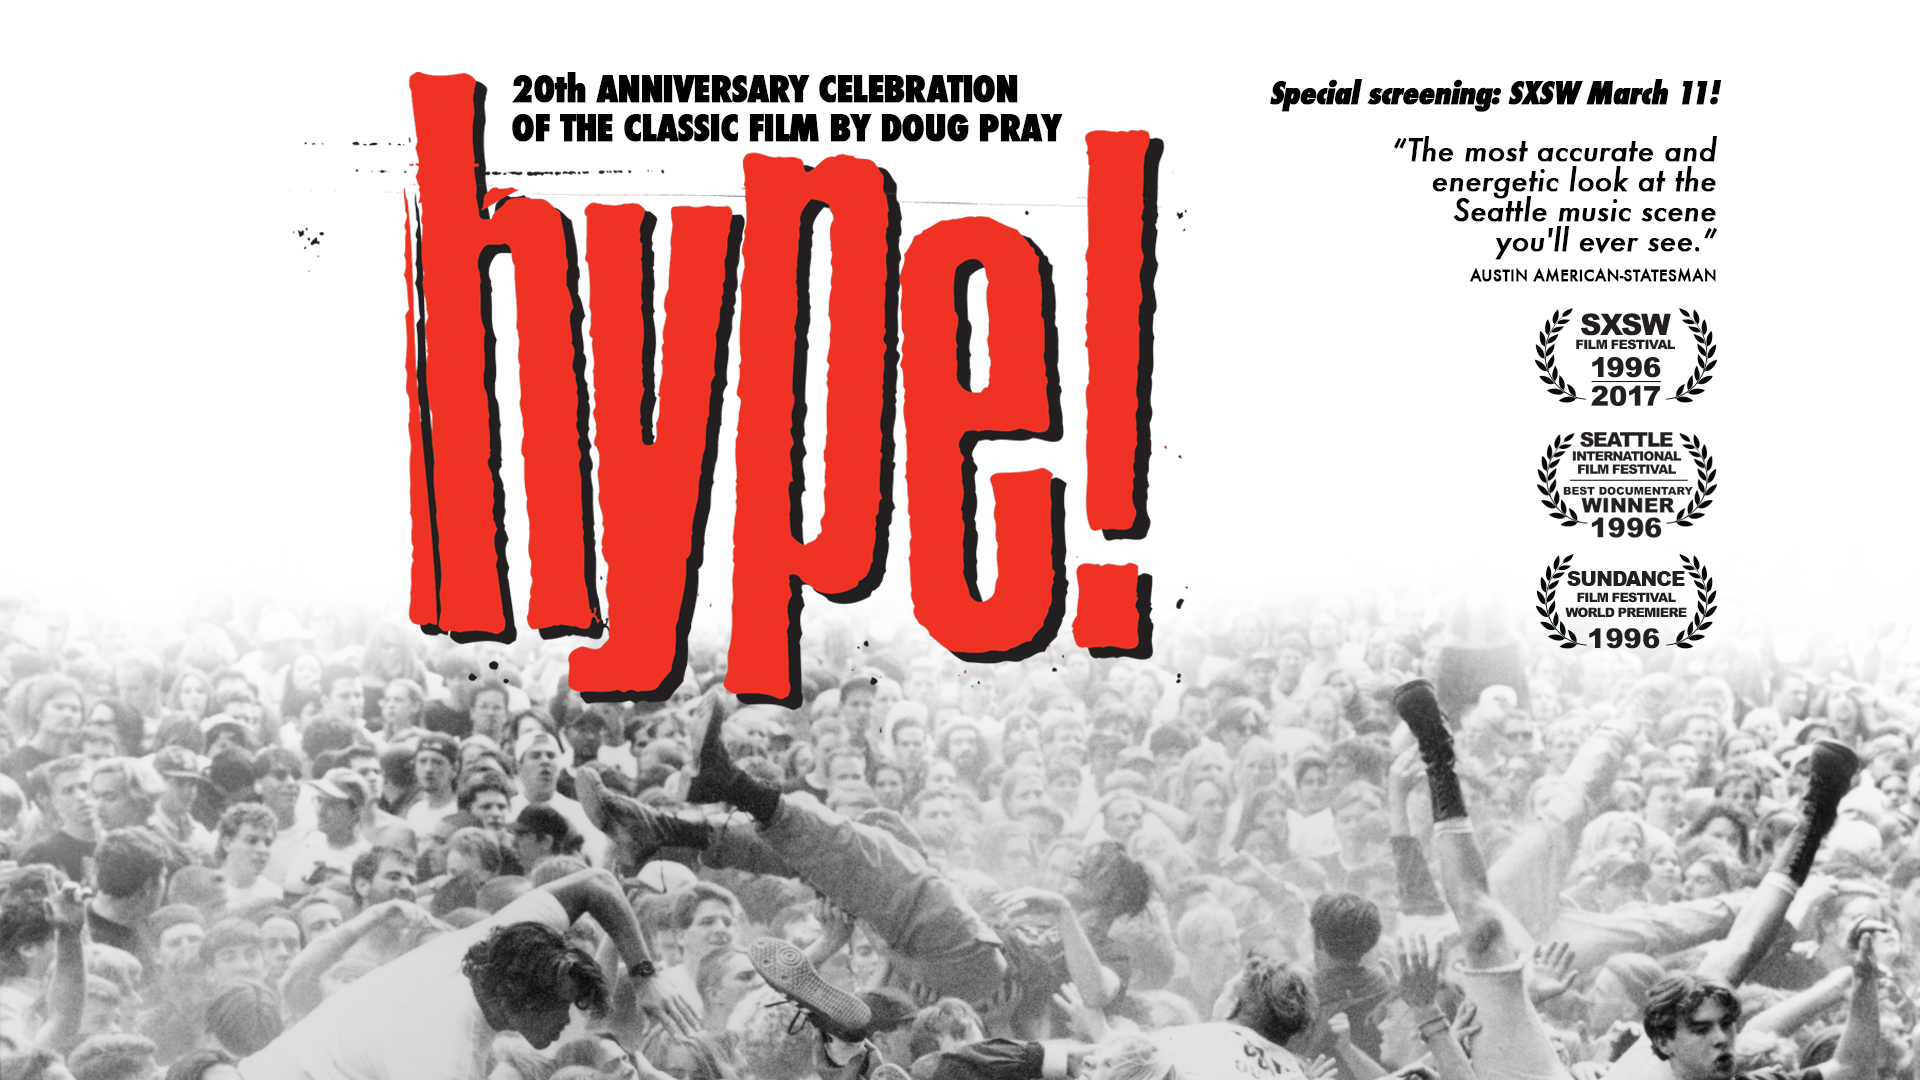 20th ANNIVERSARY CELEBRATION
OF THE CLASSIC FILM BY DOUG PRAY
hype!
Special screening: SXSW March 11!
“The most accurate and
energetic look at the
Seattle music scene
you'll ever see.”
AUSTIN AMERICAN-STATESMAN
SXSW
FILM FESTIVAL
1996
2017
SEATTLE
INTERNATIONAL
FILM FESTIVAL
BEST DOCUMENTARY
WINNER
1996
SUNDANCE
FILM FESTIVAL
WORLD PREMIERE
1996